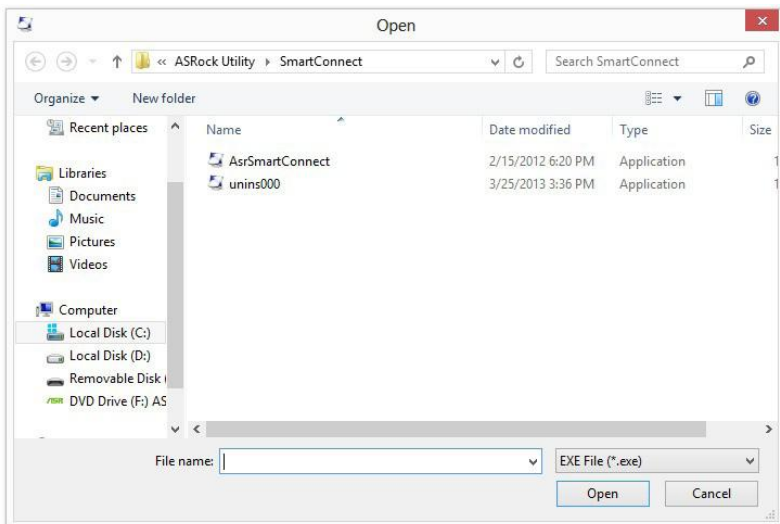 Open
« ASRock Utility SmartConnect
Search SmartConnect
Organize New folder
Name Date modified Type Size
AsrSmartConnect 2/15/2012 6:20 PM Application 1
unins000 3/25/2013 3:36 PM Application 1
Recent places
Libraries
Documents
Music
Pictures
Videos
Computer
Local Disk (C:)
Local Disk (D:)
Removable Disk (
DVD Drive (F:) AS
File name: EXE File (*.exe)
Open Cancel